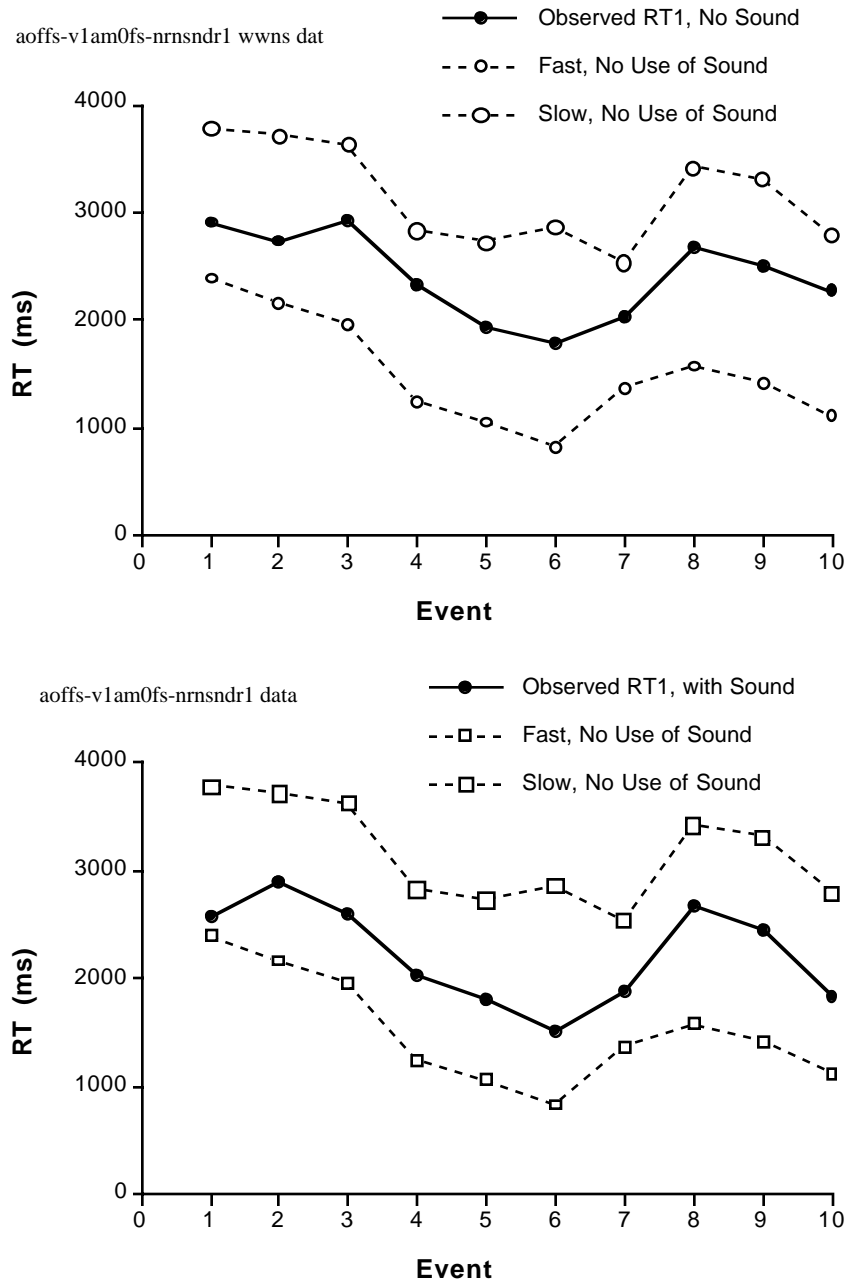 aoffs-v1am0fs-nrnsndr1 wwns dat
Observed RT1, No Sound
Fast, No Use of Sound
Slow, No Use of Sound
4000
3000
2000
1000
0
RT (ms)
0 1 2 3 4 5 6 7 8 9 10
Event
aoffs-v1am0fs-nrnsndr1 data
Observed RT1, with Sound
Fast, No Use of Sound
Slow, No Use of Sound
4000
3000
2000
1000
0
RT (ms)
0 1 2 3 4 5 6 7 8 9 10
Event